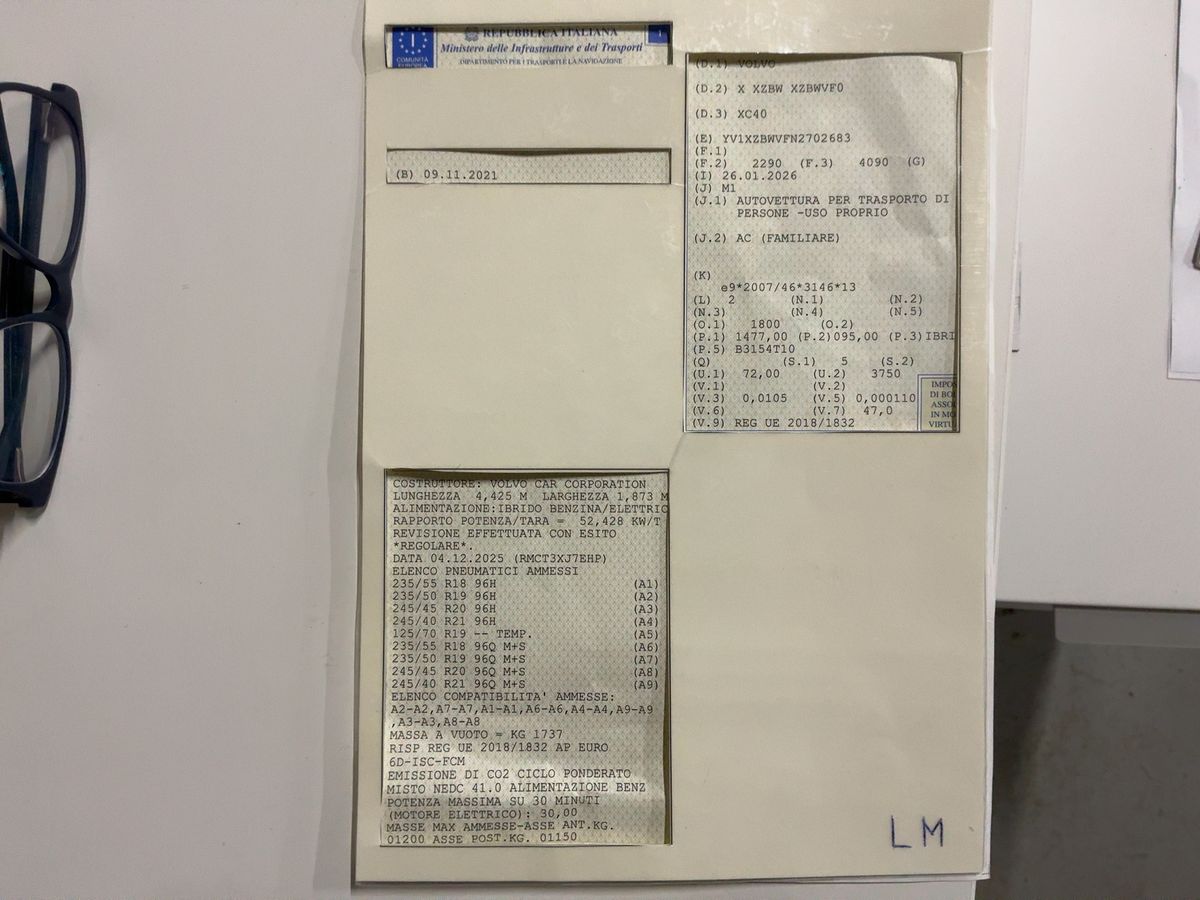 REPUBBLICA ITALIANA
Ministero delle Infrastrutture e dei Trasporti
DIPARTIMENTO PER I TRASPORTI E LA NAVIGAZIONE
I
COMUNITÀ
EUROPEA
1
(B) 09.11.2021
(D.1) VOLVO
(D.2) X XZBW XZBWVF0
(D.3) XC40
(E) YV1XZBWVFN2702683
(F.1)
(F.2) 2290 (F.3) 4090 (G)
(I) 26.01.2026
(J) M1
(J.1) AUTOVETTURA PER TRASPORTO DI
PERSONE -USO PROPRIO
(J.2) AC (FAMILIARE)
(K)
e9*2007/46*3146*13
(L) 2 (N.1) (N.2)
(N.3) (N.4) (N.5)
(O.1) 1800 (O.2)
(P.1) 1477,00 (P.2)095,00 (P.3)IBRI
(P.5) B3154T10
(Q) (S.1) 5 (S.2)
(U.1) 72,00 (U.2) 3750
(V.1) (V.2)
(V.3) 0,0105 (V.5) 0,000110
(V.6) (V.7) 47,0
(V.9) REG UE 2018/1832
IMPO
DI BO
ASSO
IN MO
VIRTU
COSTRUTTORE: VOLVO CAR CORPORATION
LUNGHEZZA 4,425 M LARGHEZZA 1,873 M
ALIMENTAZIONE:IBRIDO BENZINA/ELETTRIC
RAPPORTO POTENZA/TARA = 52,428 KW/T
REVISIONE EFFETTUATA CON ESITO
*REGOLARE*.
DATA 04.12.2025 (RMCT3XJ7EHP)
ELENCO PNEUMATICI AMMESSI
235/55 R18 96H (A1)
235/50 R19 96H (A2)
245/45 R20 96H (A3)
245/40 R21 96H (A4)
125/70 R19 -- TEMP. (A5)
235/55 R18 96Q M+S (A6)
235/50 R19 96Q M+S (A7)
245/45 R20 96Q M+S (A8)
245/40 R21 96Q M+S (A9)
ELENCO COMPATIBILITA' AMMESSE:
A2-A2,A7-A7,A1-A1,A6-A6,A4-A4,A9-A9
,A3-A3,A8-A8
MASSA A VUOTO = KG 1737
RISP REG UE 2018/1832 AP EURO
6D-ISC-FCM
EMISSIONE DI CO2 CICLO PONDERATO
MISTO NEDC 41.0 ALIMENTAZIONE BENZ
POTENZA MASSIMA SU 30 MINUTI
(MOTORE ELETTRICO): 30,00
MASSE MAX AMMESSE-ASSE ANT.KG.
01200 ASSE POST.KG. 01150
LM